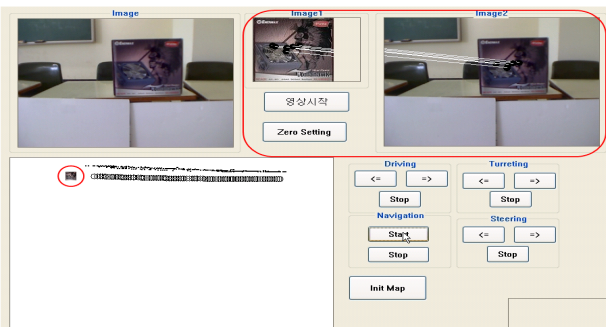 Image
Image1
Image2
영상시작
Zero Setting
Driving
<=
=>
Stop
Turreting
<=
=>
Stop
Navigation
Start
Stop
Steering
<=
=>
Stop
Init Map